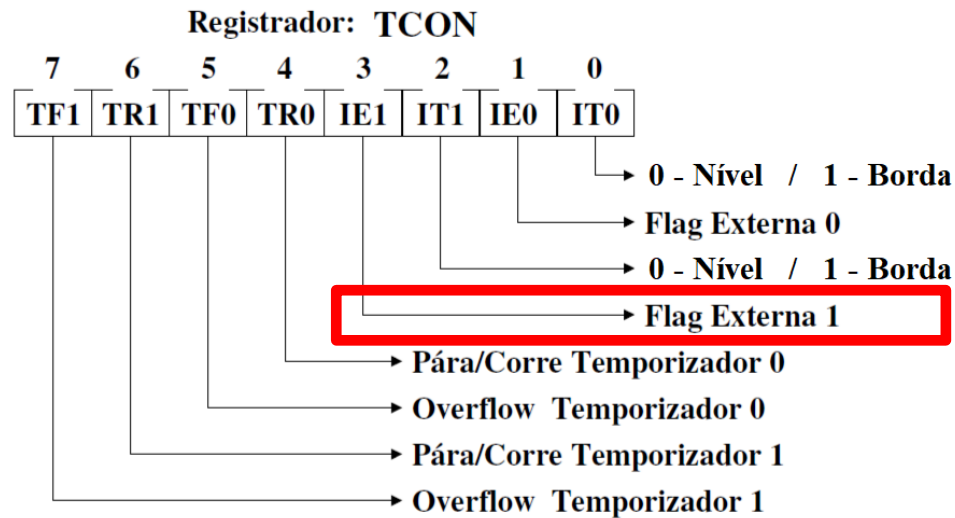 Registrador: TCON
7 6 5 4 3 2 1 0
TF1 TR1 TF0 TR0 IE1 IT1 IE0 IT0
0 - Nível / 1 - Borda
Flag Externa 0
0 - Nível / 1 - Borda
Flag Externa 1
Pára/Corre Temporizador 0
Overflow Temporizador 0
Pára/Corre Temporizador 1
Overflow Temporizador 1